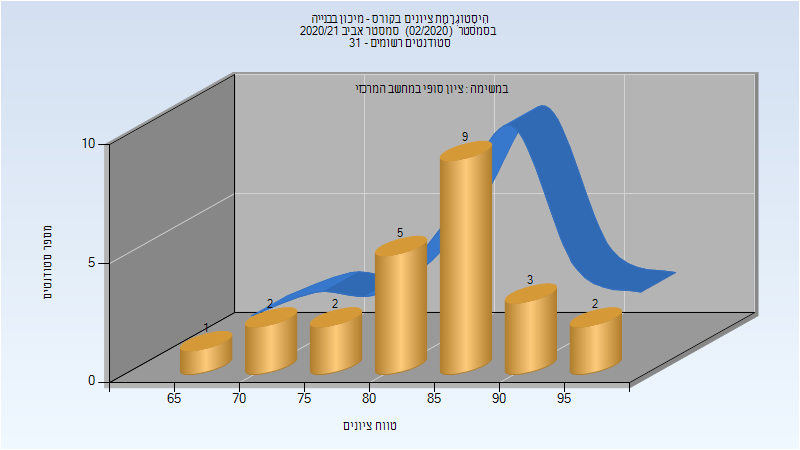 היסטוגרמת ציונים בקורס - מיכון בבנייה
בסמסטר (02/2020) סמסטר אביב 2020/21
סטודנטים רשומים - 31
במשימה : ציון סופי במחשב המרכזי
מספר סטודנטים
10
5
0
1
2
2
5
9
3
2
65
70
75
80
85
90
95
טווח ציונים